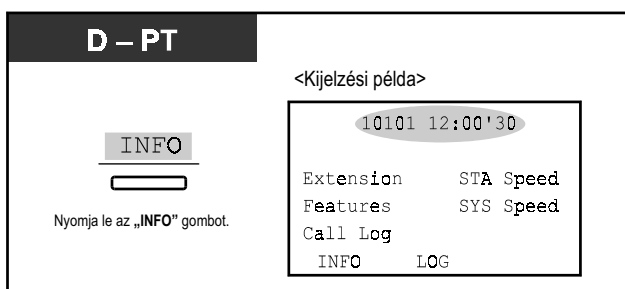 D – PT
<Kijelzési példa>
INFO
Nyomja le az „INFO” gombot.
10101 12:00'30
Extension STA Speed
Features SYS Speed
Call Log
INFO LOG